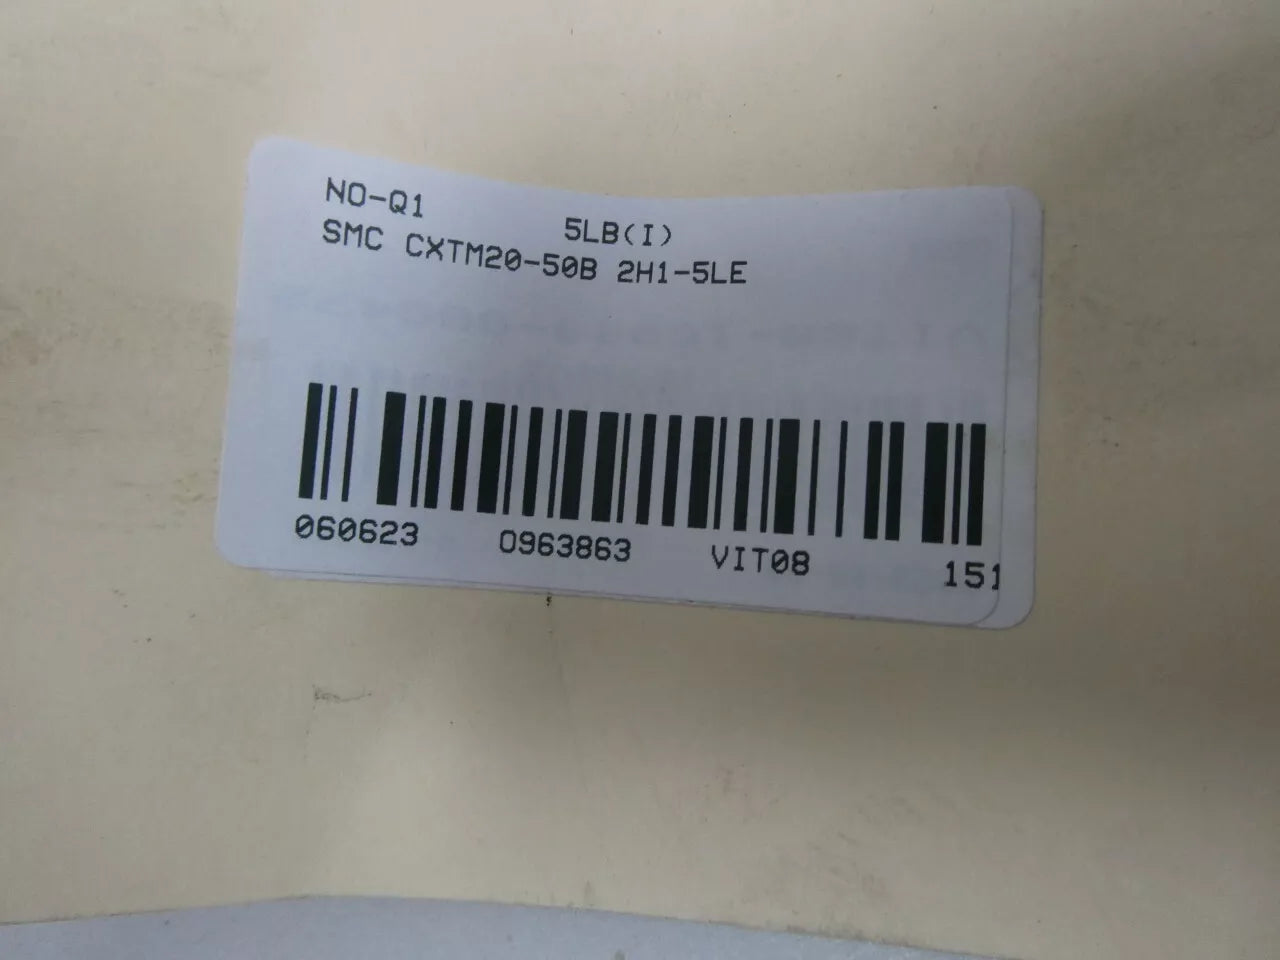 NO-Q1 5LB(I)
SMC CXTM20-50B 2H1-5LE
060623 0963863 VIT08 151